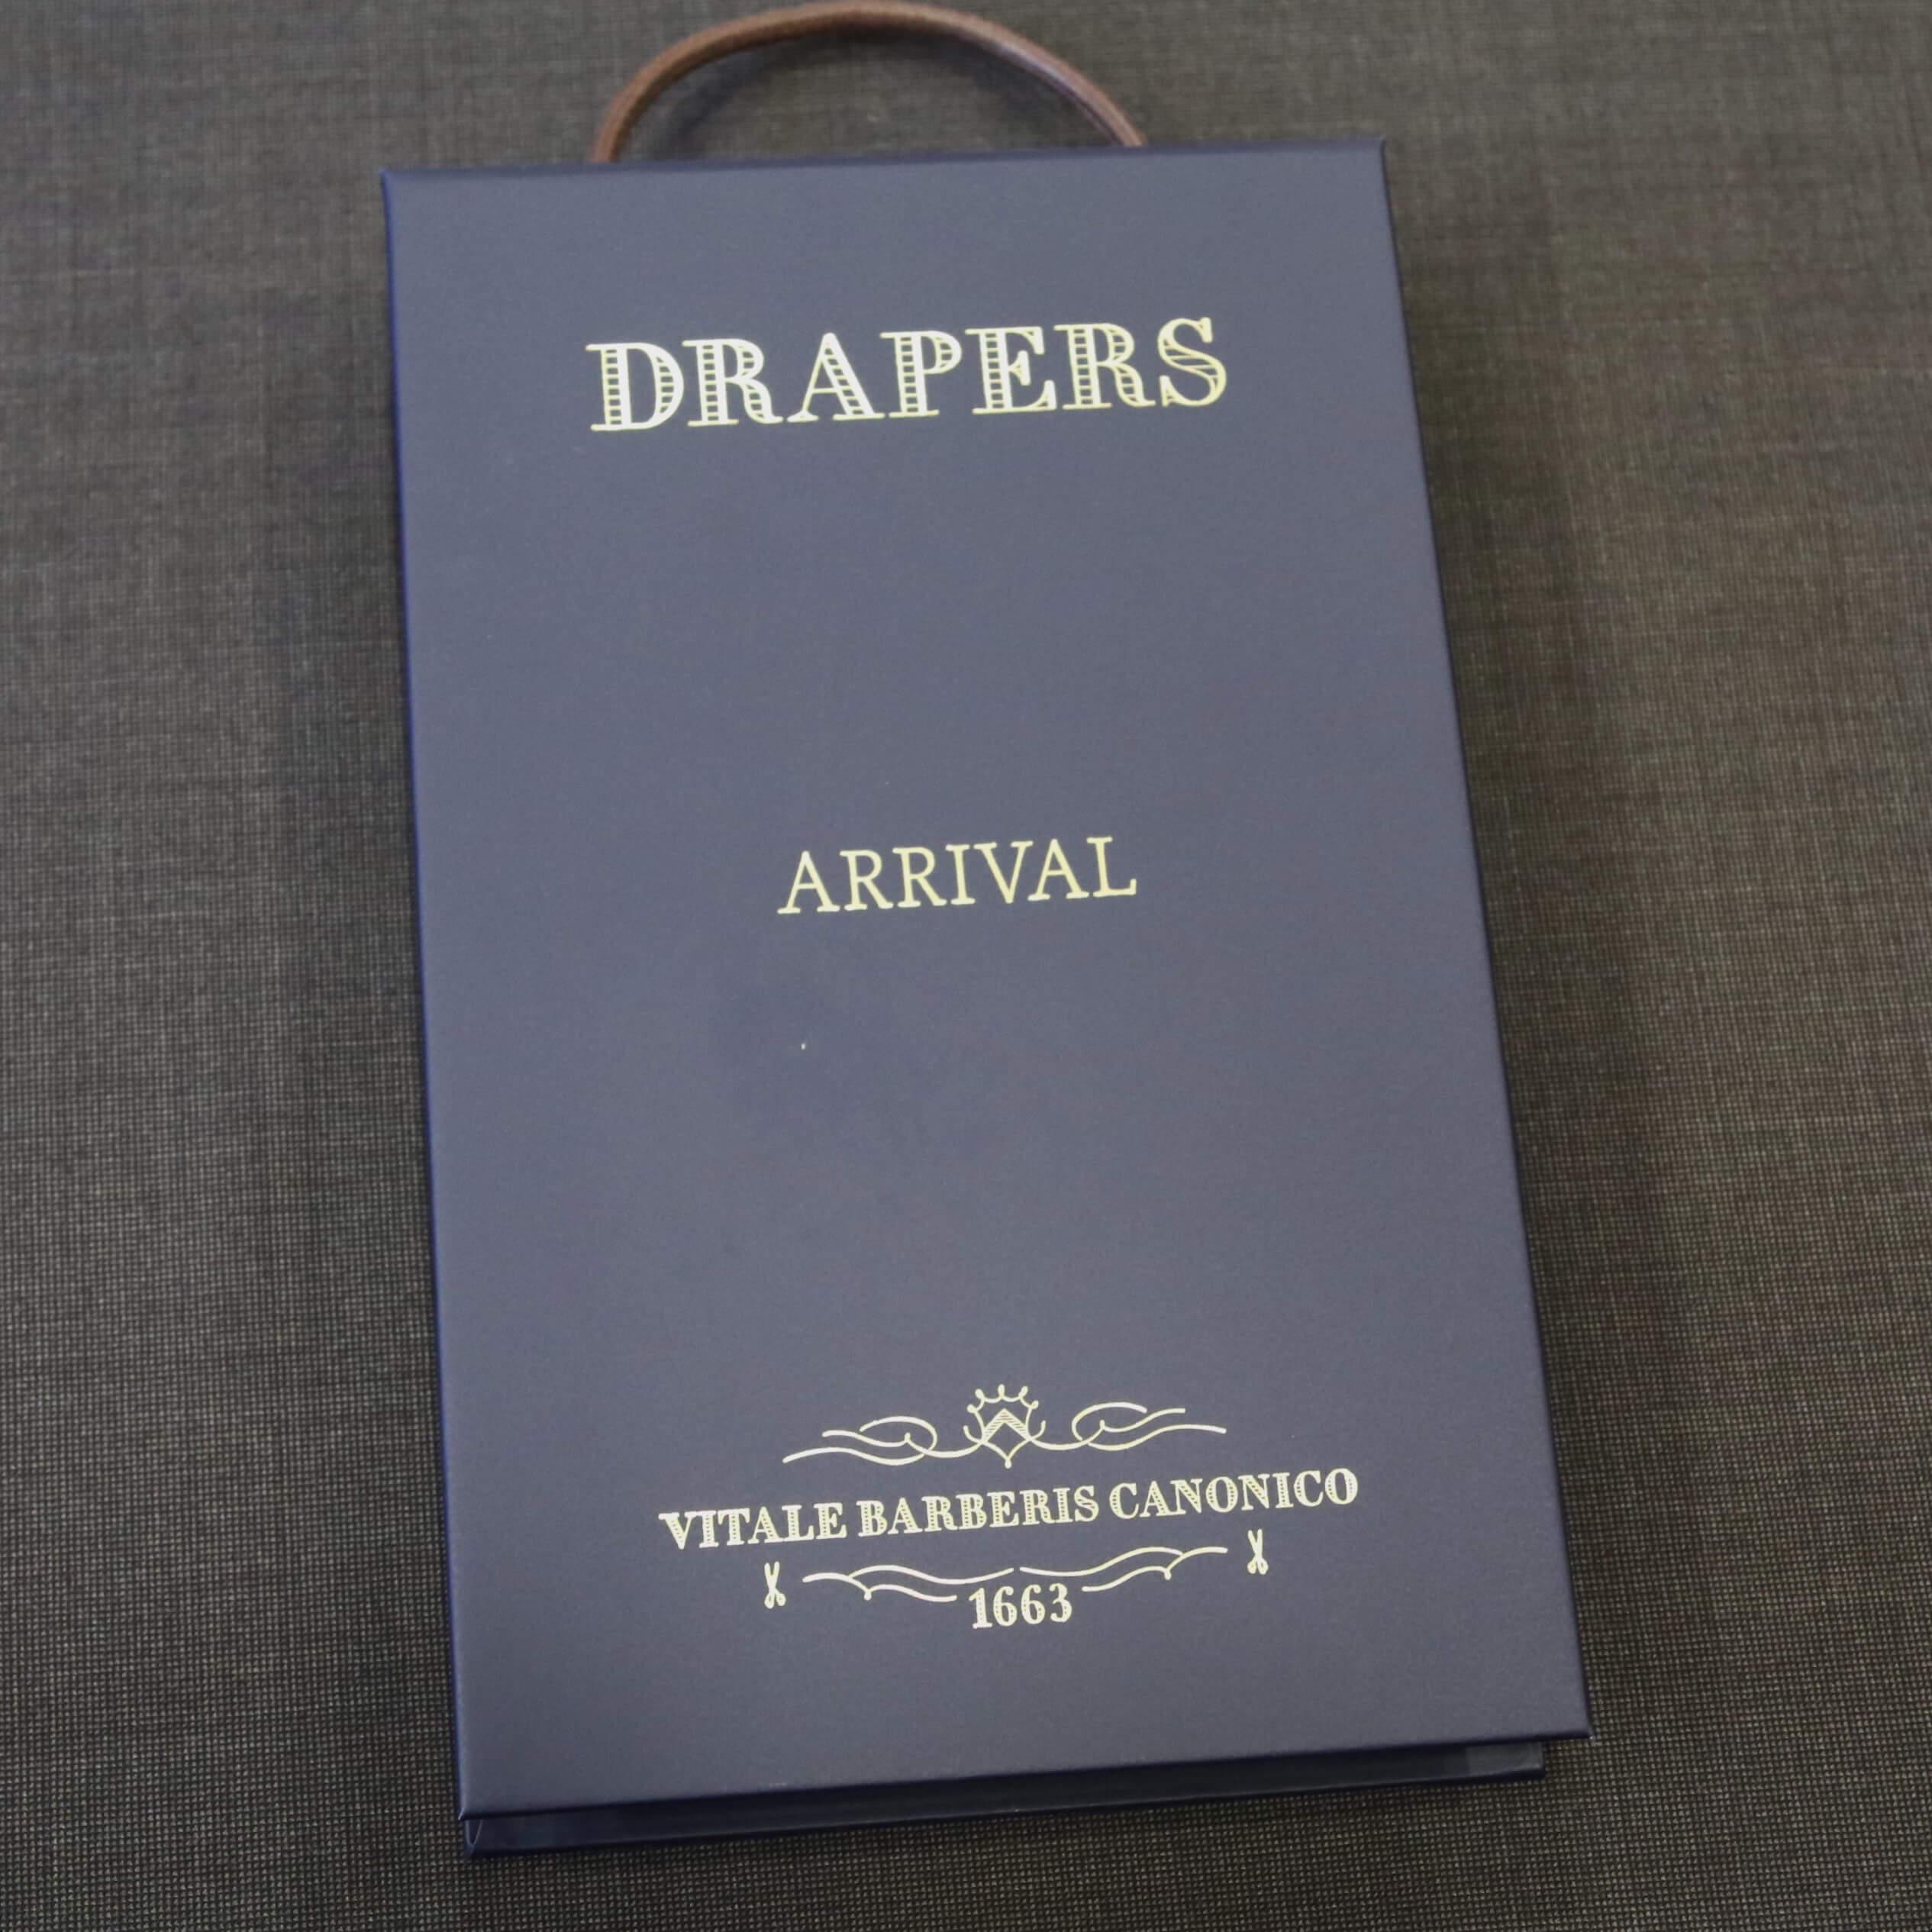 DRAPERS
ARRIVAL
VITALE BARBERIS CANONICO
1663